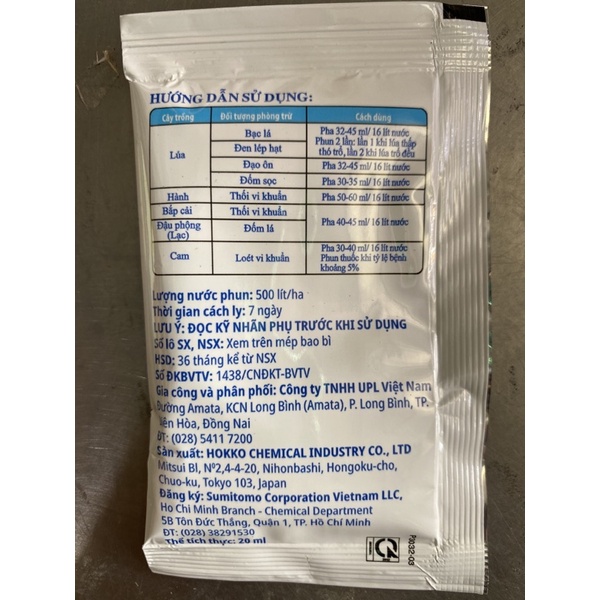 HƯỚNG DẪN SỬ DỤNG:
Cây trồng Đối tượng phòng trừ Cách dùng
Lúa Bạc lá Pha 32-45 ml/ 16 lít nước
Đen lép hạt Phun 2 lần: lần 1 khi lúa thấp
thó trổ, lần 2 khi lúa trổ đều
Đạo ôn Pha 32-45 ml/ 16 lít nước
Đốm sọc Pha 30-35 ml/ 16 lít nước
Hành Thối vi khuẩn Pha 50-60 ml/ 16 lít nước
Bắp cải Thối vi khuẩn Pha 40-45 ml/ 16 lít nước
Đậu phộng
(Lạc) Đốm lá
Cam Loét vi khuẩn Pha 30-40 ml/ 16 lít nước
Phun thuốc khi tỷ lệ bệnh
khoảng 5%
Lượng nước phun: 500 lít/ha
Thời gian cách ly: 7 ngày
LƯU Ý: ĐỌC KỸ NHÃN PHỤ TRƯỚC KHI SỬ DỤNG
Số lô SX, NSX: Xem trên mép bao bì
HSD: 36 tháng kể từ NSX
Số ĐKBVTV: 1438/CNĐKT-BVTV
Gia công và phân phối: Công ty TNHH UPL Việt Nam
Đường Amata, KCN Long Bình (Amata), P. Long Bình, TP.
Biên Hòa, Đồng Nai
ĐT: (028) 5411 7200
Sản xuất: HOKKO CHEMICAL INDUSTRY CO., LTD
Mitsui Bl, Nº2,4-4-20, Nihonbashi, Hongoku-cho,
Chuo-ku, Tokyo 103, Japan
Đăng ký: Sumitomo Corporation Vietnam LLC,
Ho Chi Minh Branch - Chemical Department
5B Tôn Đức Thắng, Quận 1, TP. Hồ Chí Minh
ĐT: (028) 38291530
Thể tích thực: 20 ml